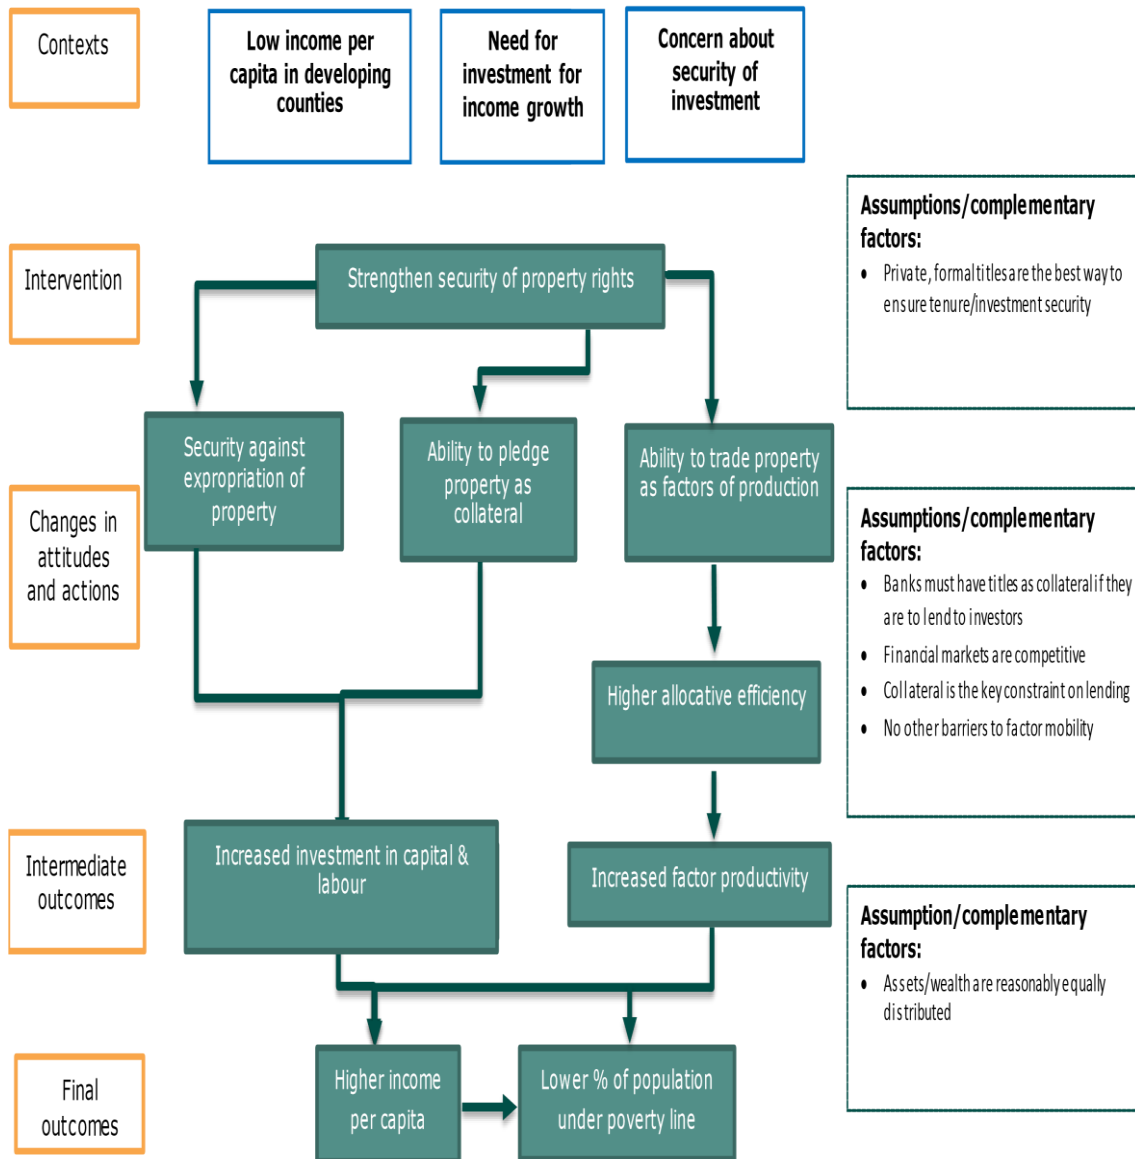 Contexts
Low income per
capita in developing
counties
Need for
investment for
income growth
Concern about
security of
investment
Assumptions/complementary
factors:
• Private, formal titles are the best way to
ensure tenure/investment security
Intervention
Strengthen security of property rights
Security against
expropriation of
property
Ability to pledge
property as
collateral
Ability to trade property
as factors of production
Changes in
attitudes
and actions
Assumptions/complementary
factors:
• Banks must have titles as collateral if they
are to lend to investors
• Financial markets are competitive
• Collateral is the key constraint on lending
• No other barriers to factor mobility
Higher allocative efficiency
Intermediate
outcomes
Increased investment in capital &
labour
Increased factor productivity
Assumption/complementary
factors:
• Assets/wealth are reasonably equally
distributed
Final
outcomes
Higher income
per capita
Lower % of population
under poverty line